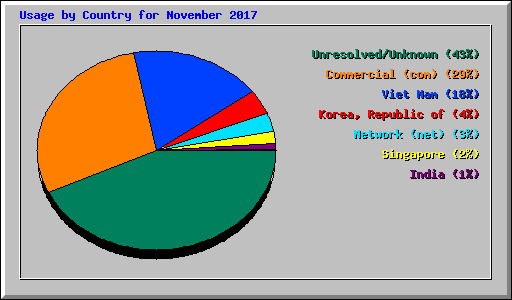 Usage by Country for November 2017
Unresolved/Unknown (43%)
Commercial (com) (29%)
Viet Nam (18%)
Korea, Republic of (4%)
Network (net) (3%)
Singapore (2%)
India (1%)